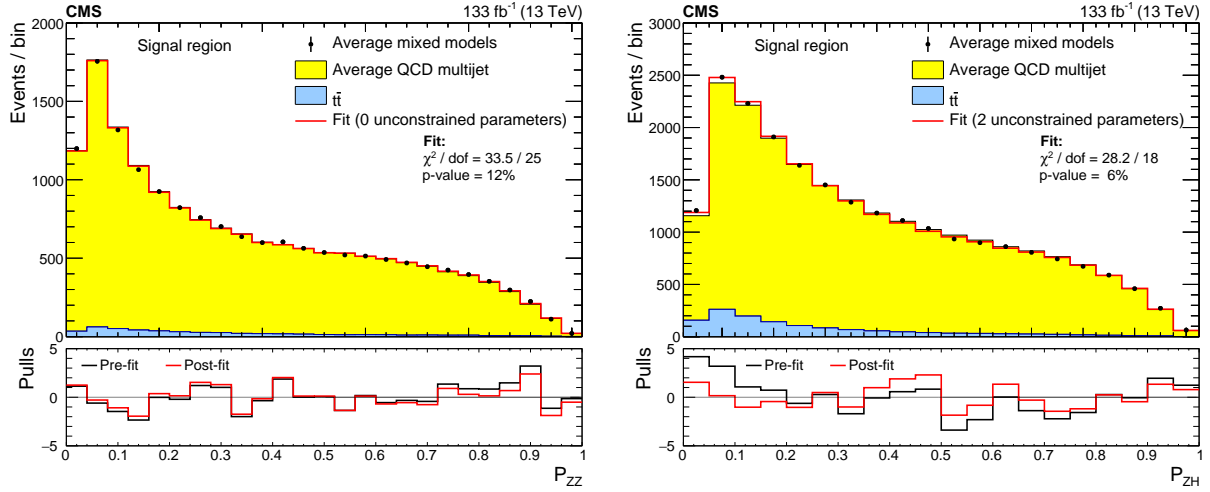 CMS 133 fb⁻¹ (13 TeV)
Events / bin
Signal region
Average mixed models
Average QCD multijet
tt̄
Fit (0 unconstrained parameters)
Fit:
χ² / dof = 33.5 / 25
p-value = 12%
0
500
1000
1500
Pulls
Pre-fit Post-fit
5
0
−5
0 0.1 0.2 0.3 0.4 0.5 0.6 0.7 0.8 0.9 1
P_ZZ
CMS 133 fb⁻¹ (13 TeV)
Events / bin
Signal region
Average mixed models
Average QCD multijet
tt̄
Fit (2 unconstrained parameters)
Fit:
χ² / dof = 28.2 / 18
p-value = 6%
3000
2500
2000
1500
1000
500
0
Pulls
Pre-fit Post-fit
5
0
−5
0 0.1 0.2 0.3 0.4 0.5 0.6 0.7 0.8 0.9 1
P_ZH